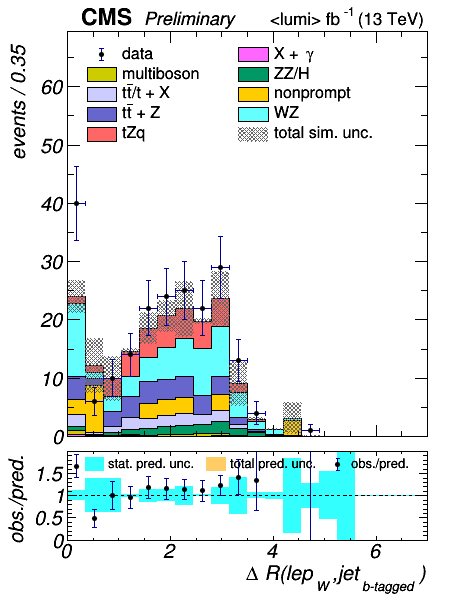 CMS Preliminary <lumi> fb⁻¹ (13 TeV)
events / 0.35
60
50
40
30
20
10
0
data
multiboson
tt̄/t + X
tt̄ + Z
tZq
X + γ
ZZ/H
nonprompt
WZ
total sim. unc.
obs./pred.
1.5
1
0.5
0
stat. pred. unc. total pred. unc. obs./pred.
0 2 4 6
Δ R(lep_W,jet_b-tagged)